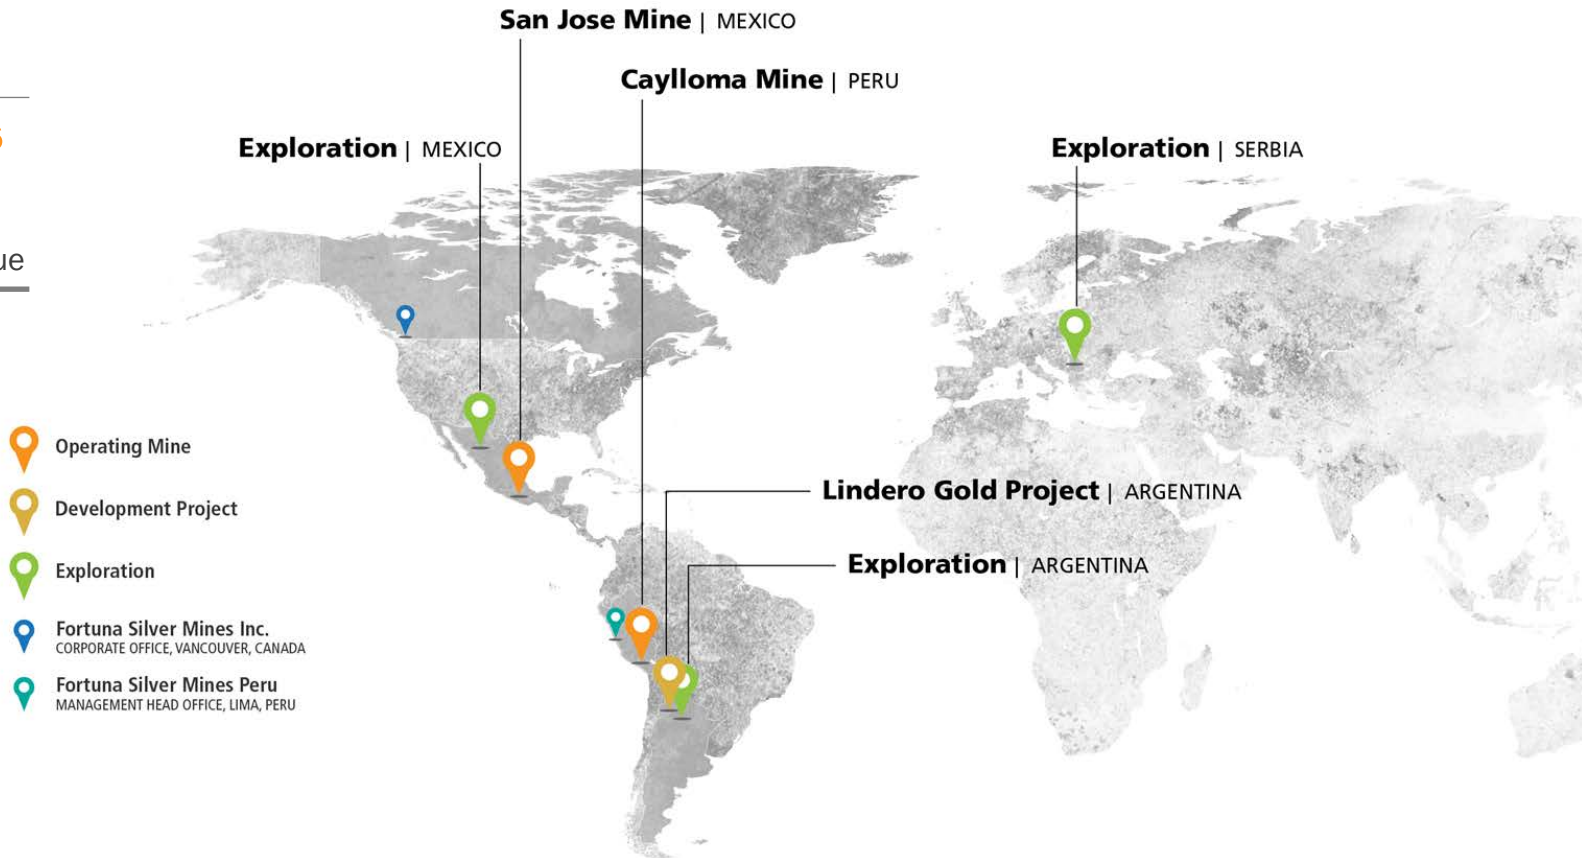 San Jose Mine | MEXICO
Caylloma Mine | PERU
Exploration | MEXICO
Exploration | SERBIA
Lindero Gold Project | ARGENTINA
Exploration | ARGENTINA
Operating Mine
Development Project
Exploration
Fortuna Silver Mines Inc.
CORPORATE OFFICE, VANCOUVER, CANADA
Fortuna Silver Mines Peru
MANAGEMENT HEAD OFFICE, LIMA, PERU